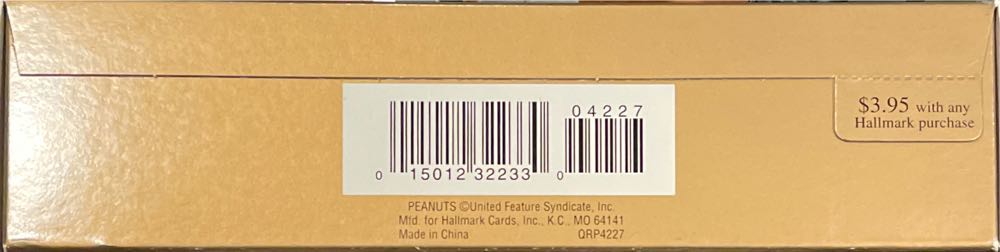 $3.95 with any
Hallmark purchase
04227
0 15012 32233 0
PEANUTS ©United Feature Syndicate, Inc.
Mfd. for Hallmark Cards, Inc., K.C., MO 64141
Made in China QRP4227